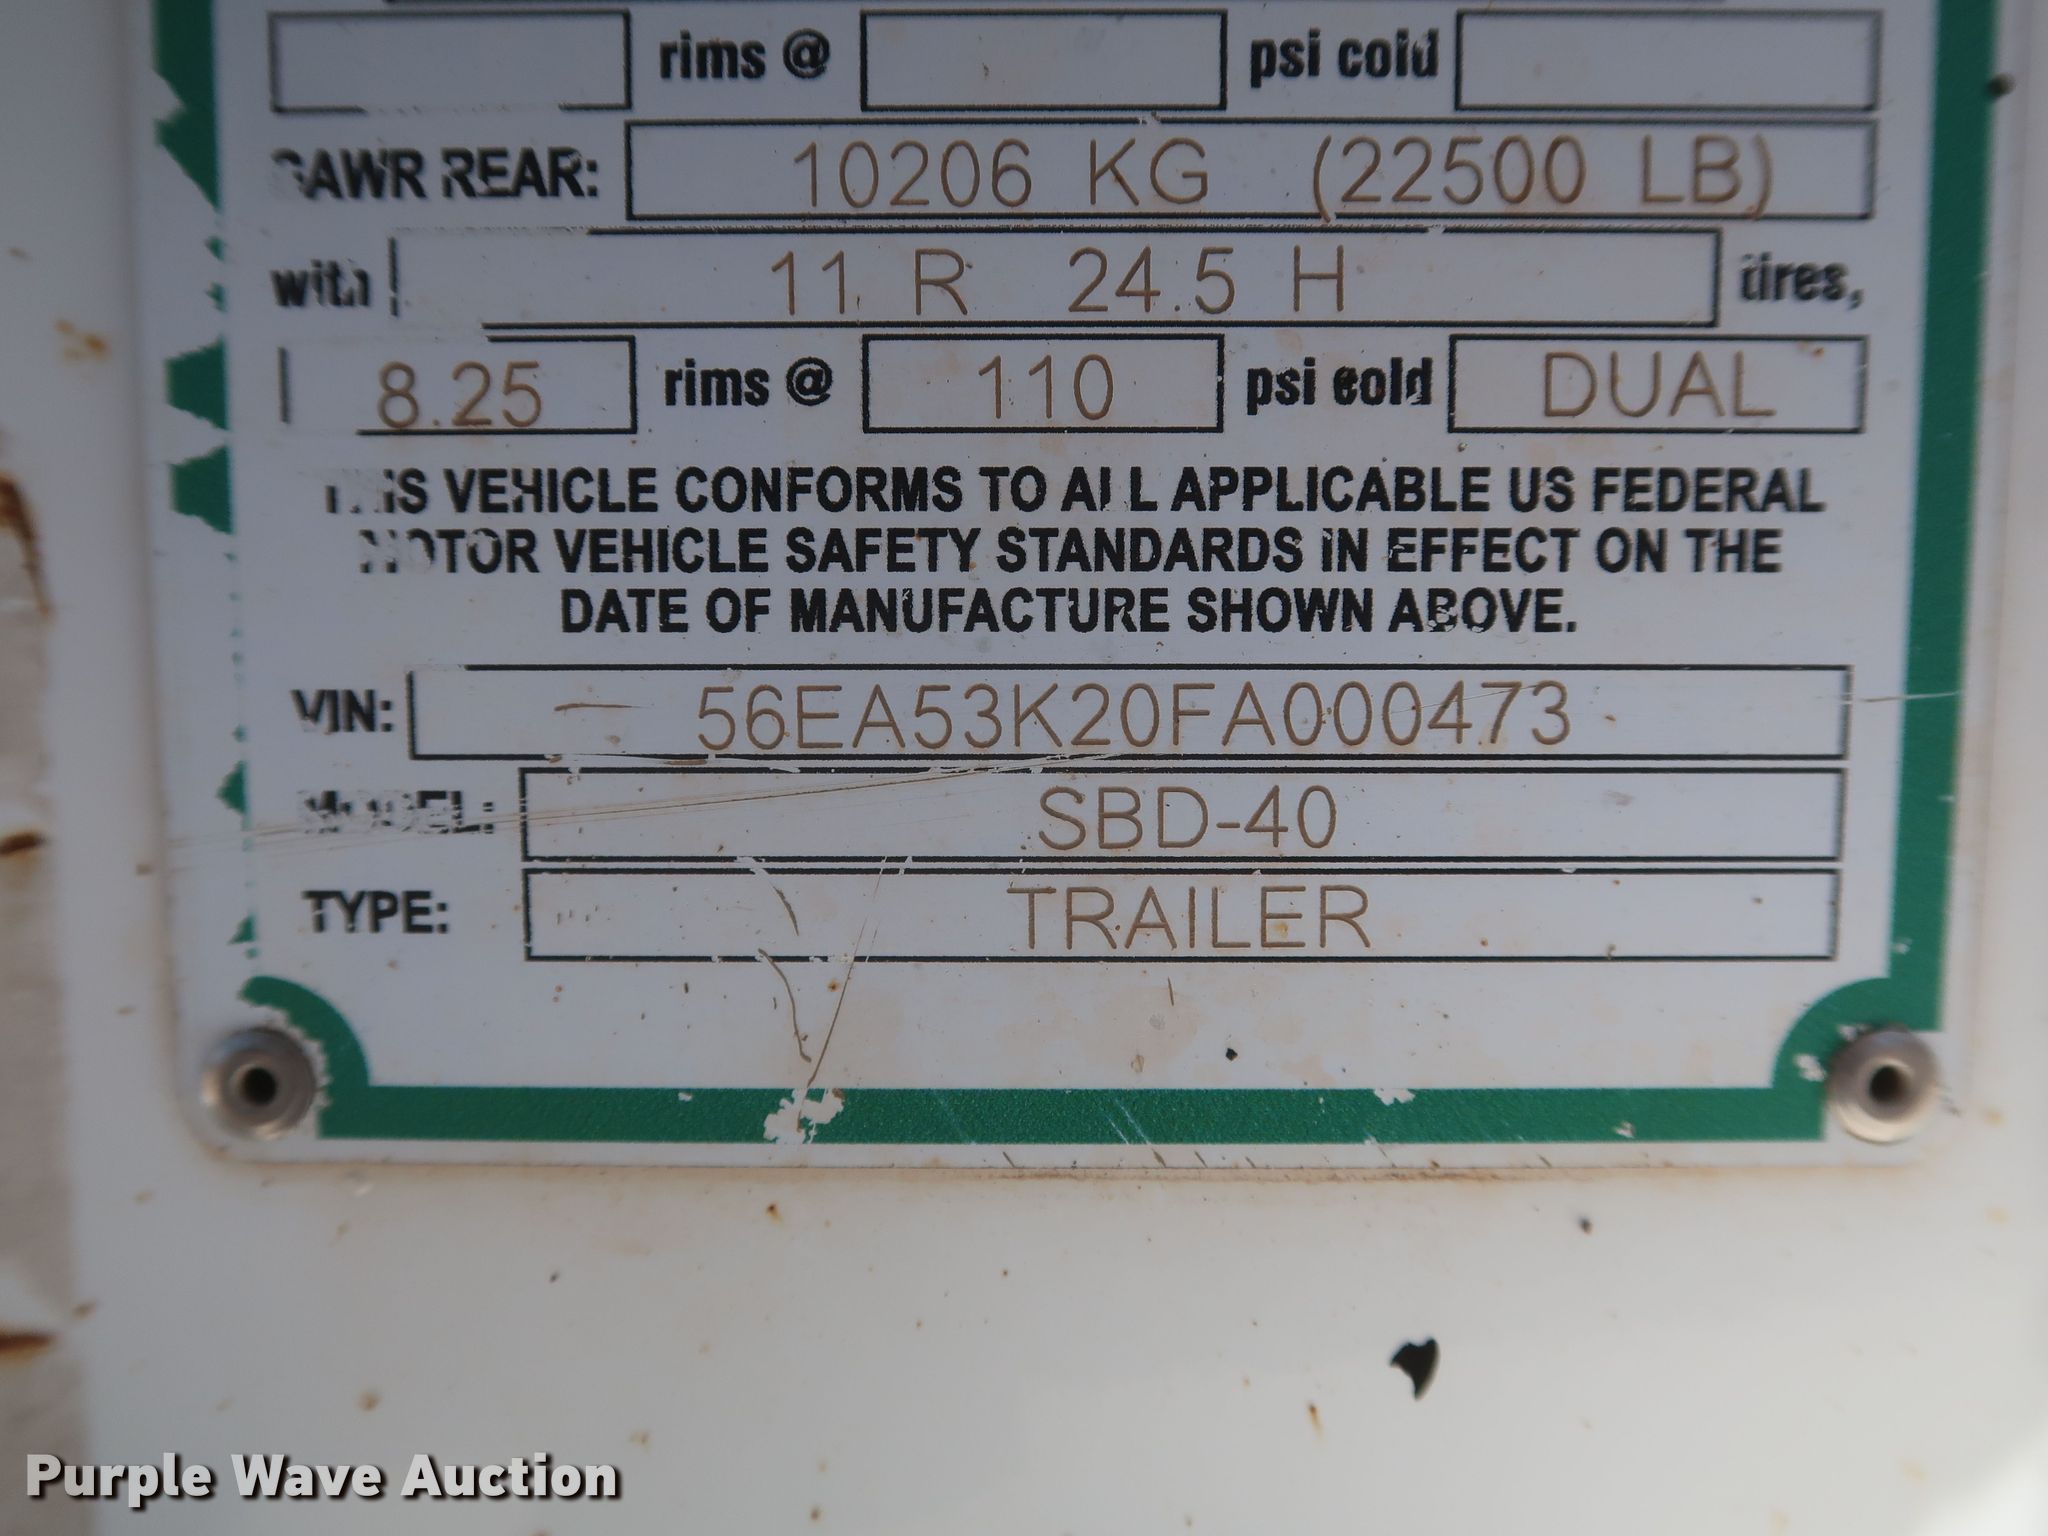 rims @ psi cold
GAWR REAR: 10206 KG (22500 LB)
with 11 R 24.5 H tires,
8.25 rims @ 110 psi cold DUAL
THIS VEHICLE CONFORMS TO ALL APPLICABLE US FEDERAL
MOTOR VEHICLE SAFETY STANDARDS IN EFFECT ON THE
DATE OF MANUFACTURE SHOWN ABOVE.
VIN: 56EA53K20FA000473
MODEL: SBD-40
TYPE: TRAILER
Purple Wave Auction